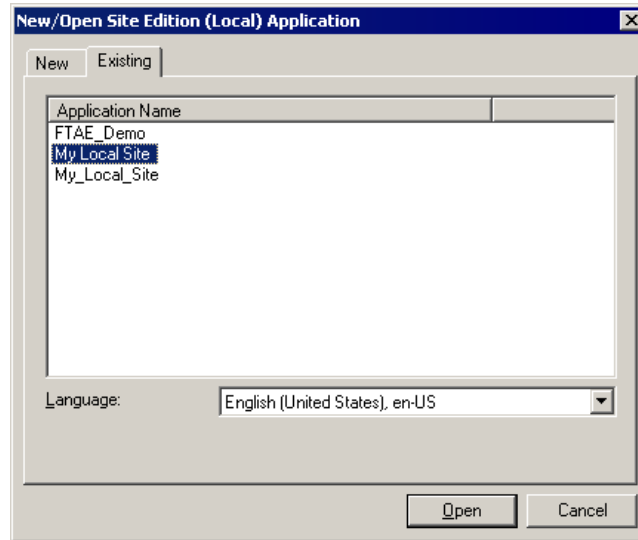 New/Open Site Edition (Local) Application
New Existing
Application Name
FTAE_Demo
My Local Site
My_Local_Site
Language: English (United States), en-US
Open Cancel